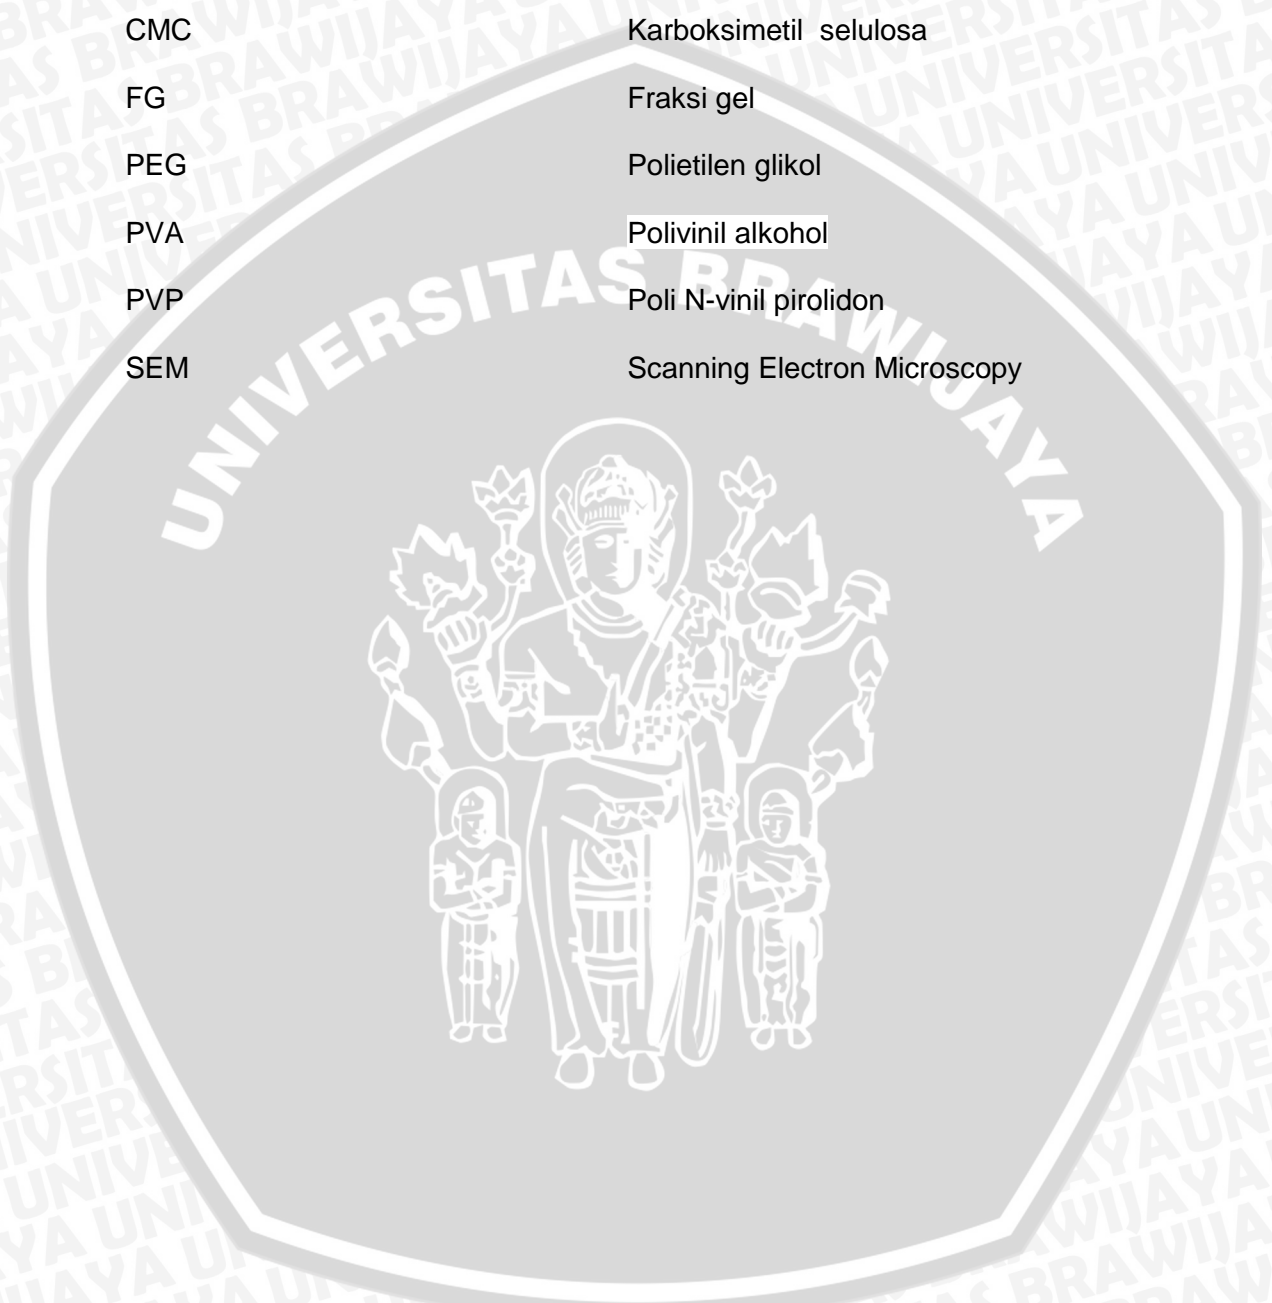 CMC Karboksimetil selulosa
FG Fraksi gel
PEG Polietilen glikol
PVA Polivinil alkohol
PVP Poli N-vinil pirolidon
SEM Scanning Electron Microscopy
UNIVERSITAS BRAWIJAYA